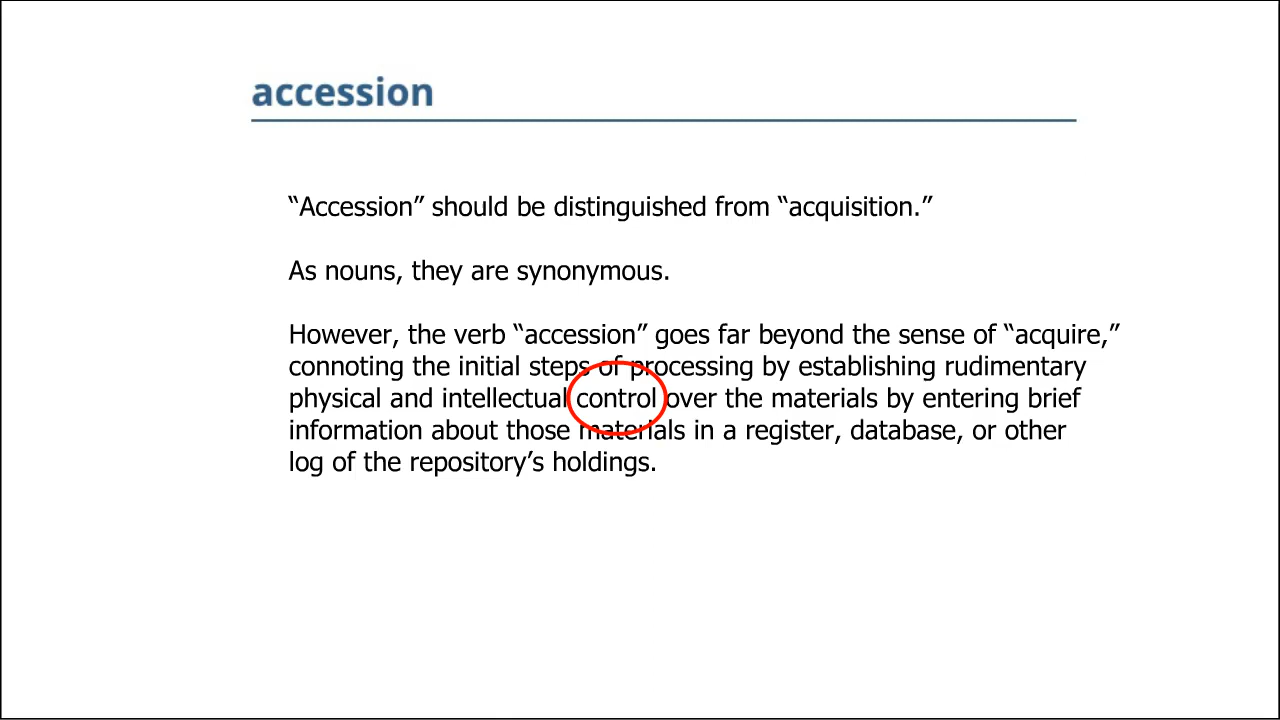 accession
“Accession” should be distinguished from “acquisition.”
As nouns, they are synonymous.
However, the verb “accession” goes far beyond the sense of “acquire,”
connoting the initial steps of processing by establishing rudimentary
physical and intellectual control over the materials by entering brief
information about those materials in a register, database, or other
log of the repository’s holdings.